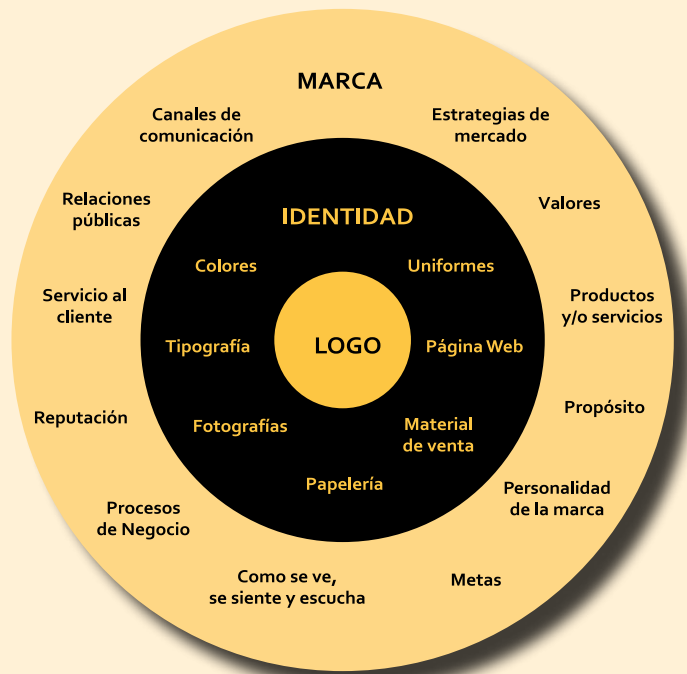 MARCA
Canales de
comunicación
Estrategias de
mercado
Relaciones
públicas
Valores
IDENTIDAD
Colores
Uniformes
Servicio al
cliente
Productos
y/o servicios
Tipografía
LOGO
Página Web
Reputación
Propósito
Fotografías
Material
de venta
Papelería
Personalidad
de la marca
Procesos
de Negocio
Como se ve,
se siente y escucha
Metas